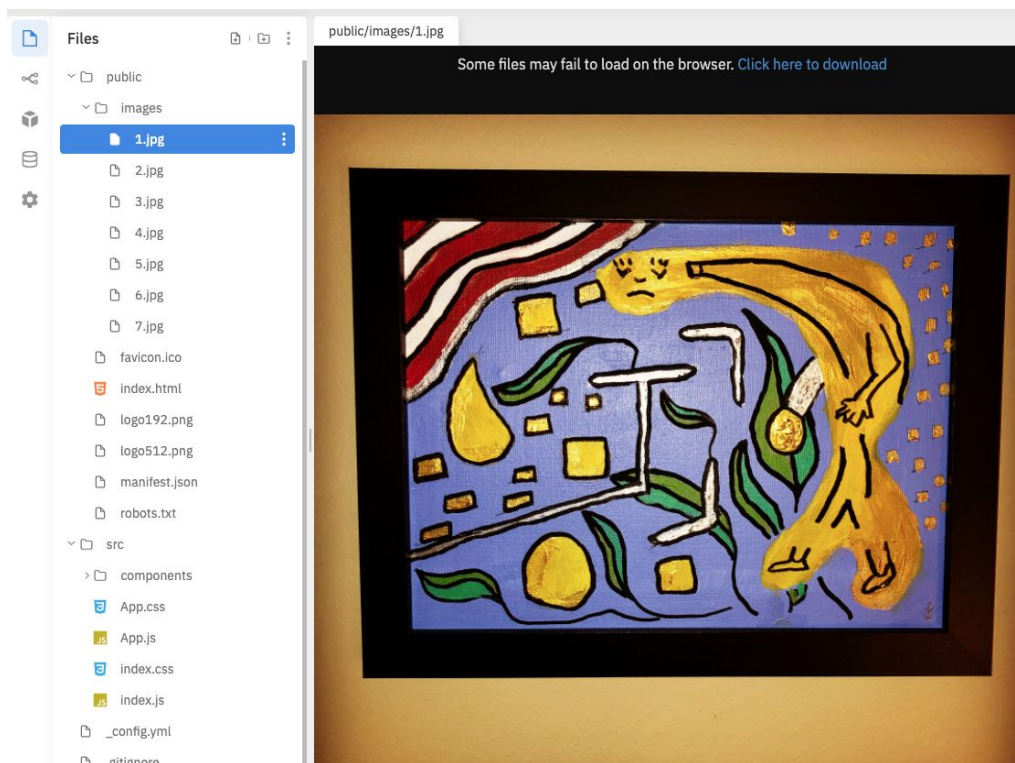 Files
public
images
1.jpg
2.jpg
3.jpg
4.jpg
5.jpg
6.jpg
7.jpg
favicon.ico
index.html
logo192.png
logo512.png
manifest.json
robots.txt
src
components
App.css
JS App.js
index.css
JS index.js
_config.yml
.gitignore
public/images/1.jpg
Some files may fail to load on the browser. Click here to download